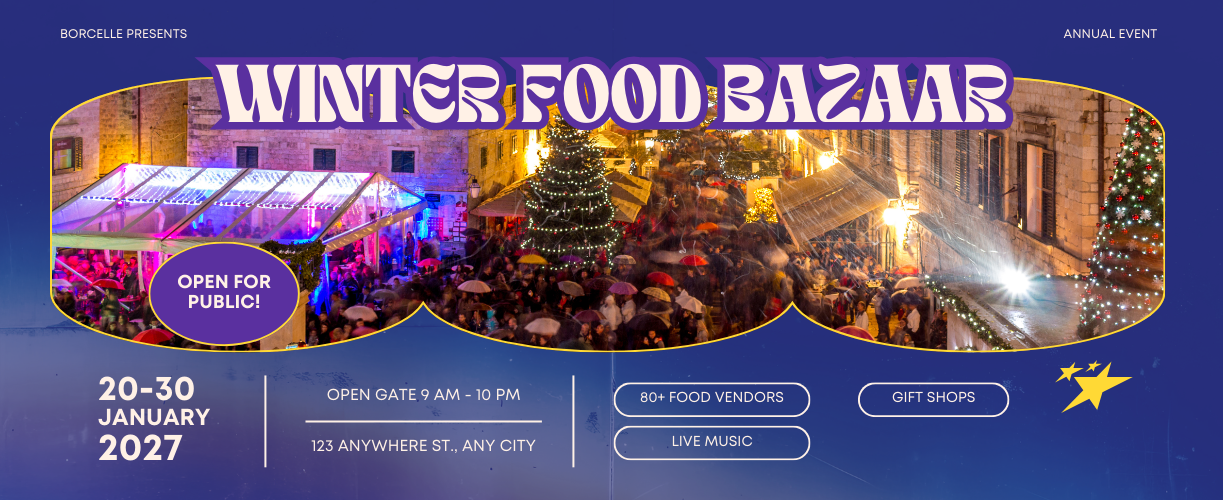 BORCELLE PRESENTS
ANNUAL EVENT
WINTER FOOD BAZAAR
OPEN FOR
PUBLIC!
20-30
JANUARY
2027
OPEN GATE 9 AM - 10 PM
123 ANYWHERE ST., ANY CITY
80+ FOOD VENDORS
GIFT SHOPS
LIVE MUSIC